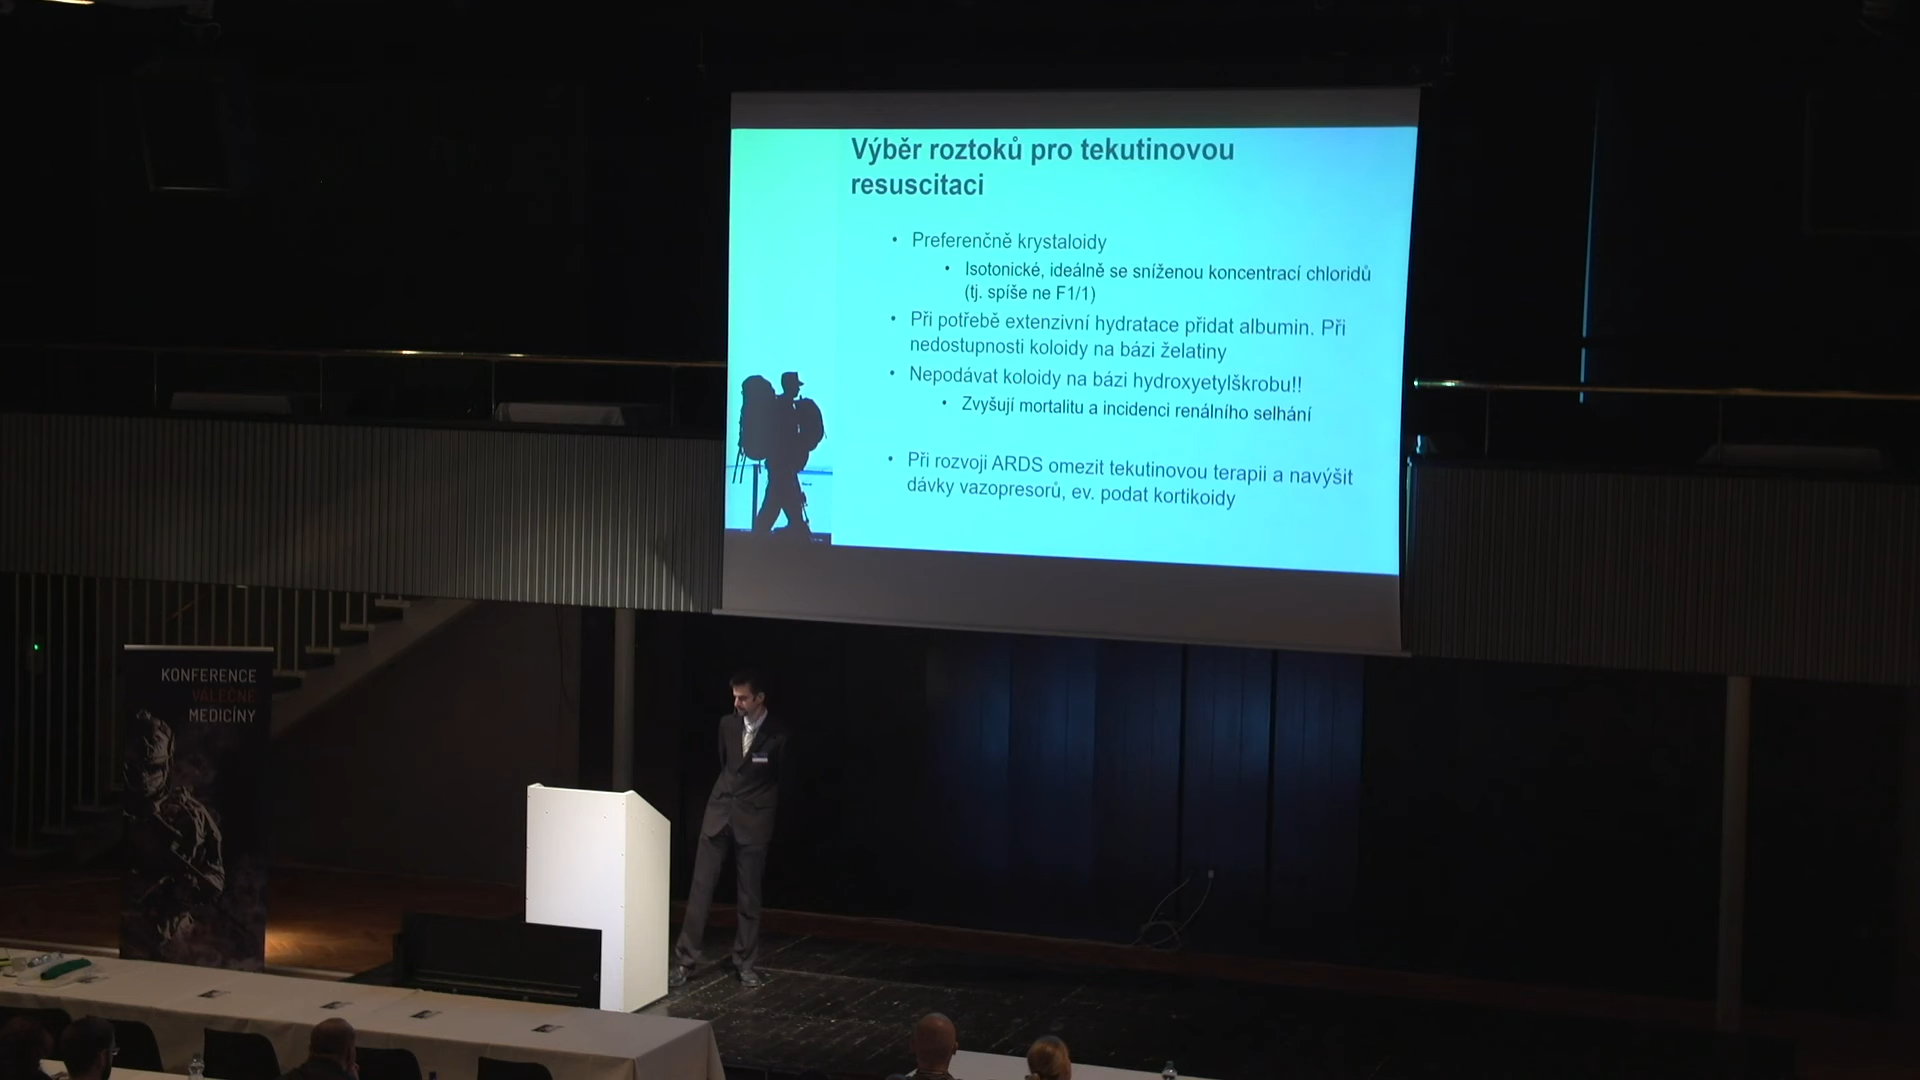 Výběr roztoků pro tekutinovou
resuscitaci
• Preferenčně krystaloidy
• Isotonické, ideálně se sníženou koncentrací chloridů
(tj. spíše ne F1/1)
• Při potřebě extenzivní hydratace přidat albumin. Při
nedostupnosti koloidy na bázi želatiny
• Nepodávat koloidy na bázi hydroxyetylškrobu!!
• Zvyšují mortalitu a incidenci renálního selhání
• Při rozvoji ARDS omezit tekutinovou terapii a navýšit
dávky vazopresorů, ev. podat kortikoidy
KONFERENCE
VÁLEČNÉ
MEDICÍNY